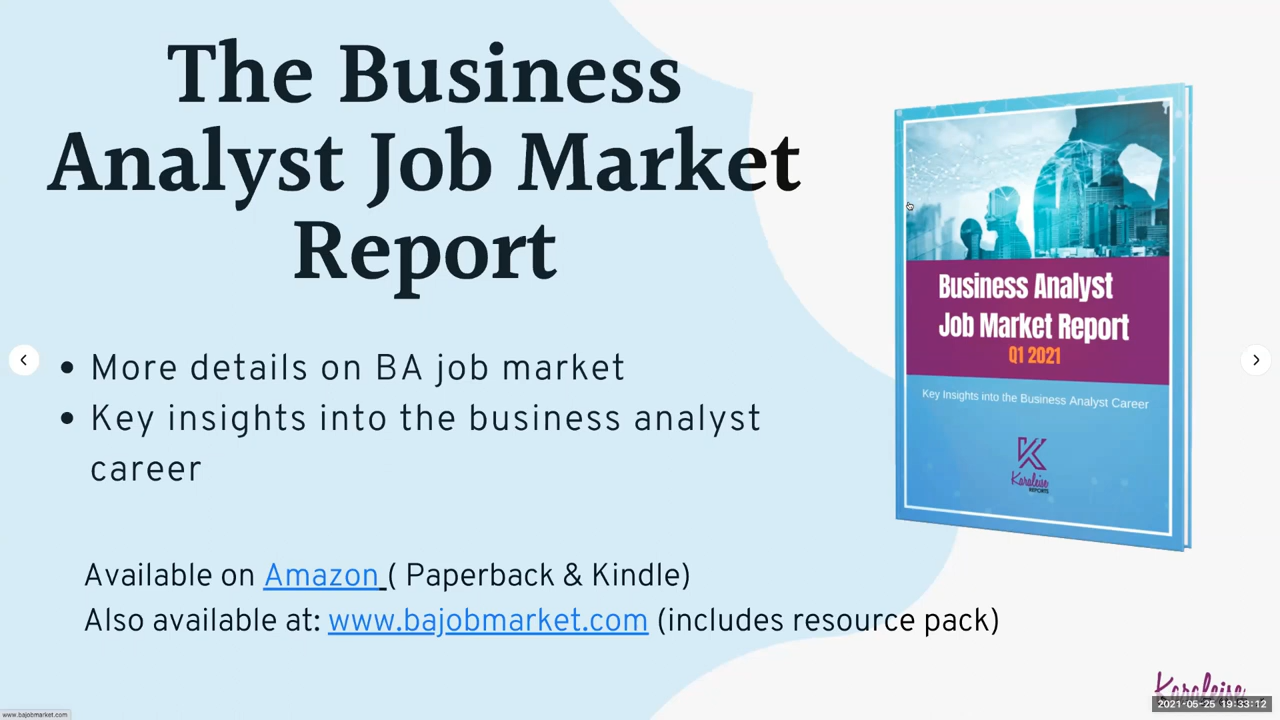 The Business
Analyst Job Market
Report
More details on BA job market
Key insights into the business analyst
career
Available on Amazon ( Paperback & Kindle)
Also available at: www.bajobmarket.com (includes resource pack)
Business Analyst
Job Market Report
Q1 2021
Key Insights into the Business Analyst Career
Karaleise
REPORTS
Karaleise
2021-05-25 19:33:12
www.bajobmarket.com